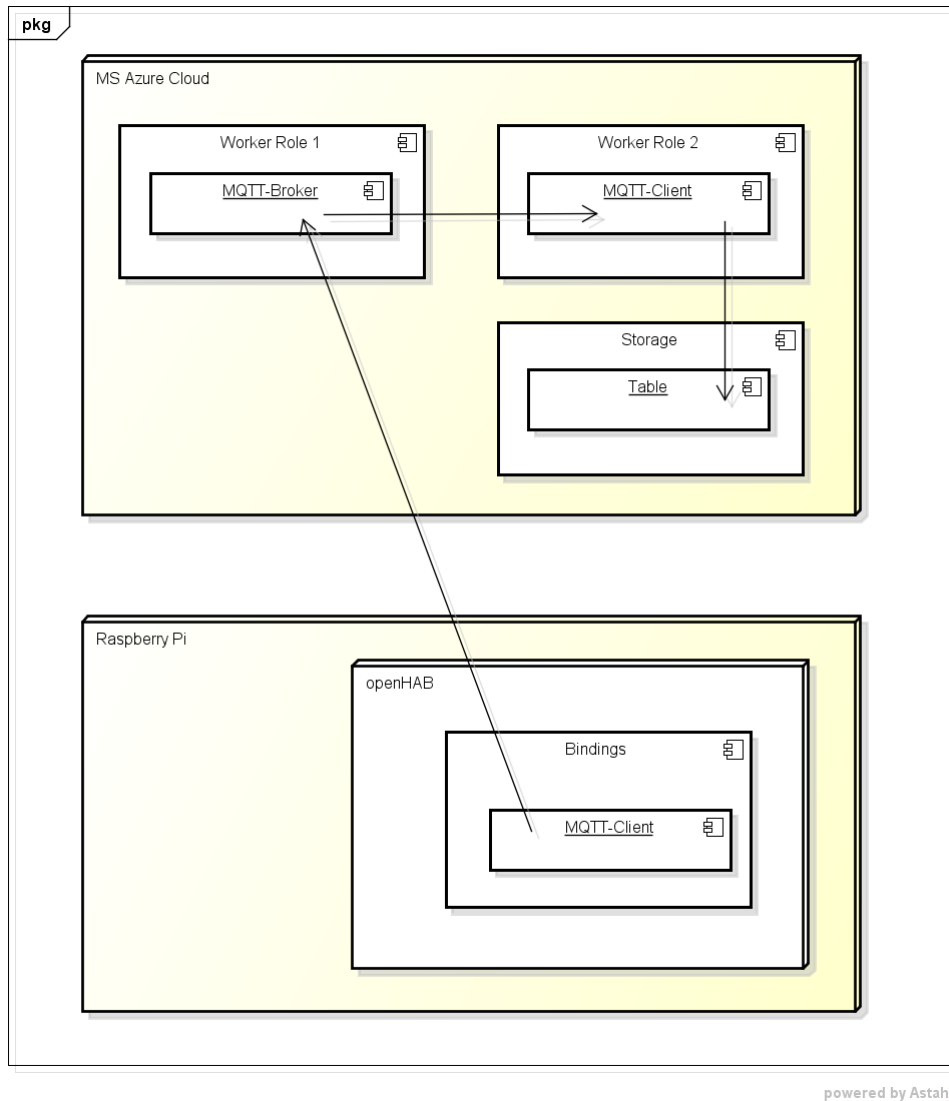 pkg
MS Azure Cloud
Worker Role 1
Worker Role 2
MQTT-Broker
MQTT-Client
Storage
Table
Raspberry Pi
openHAB
Bindings
MQTT-Client
powered by Astah